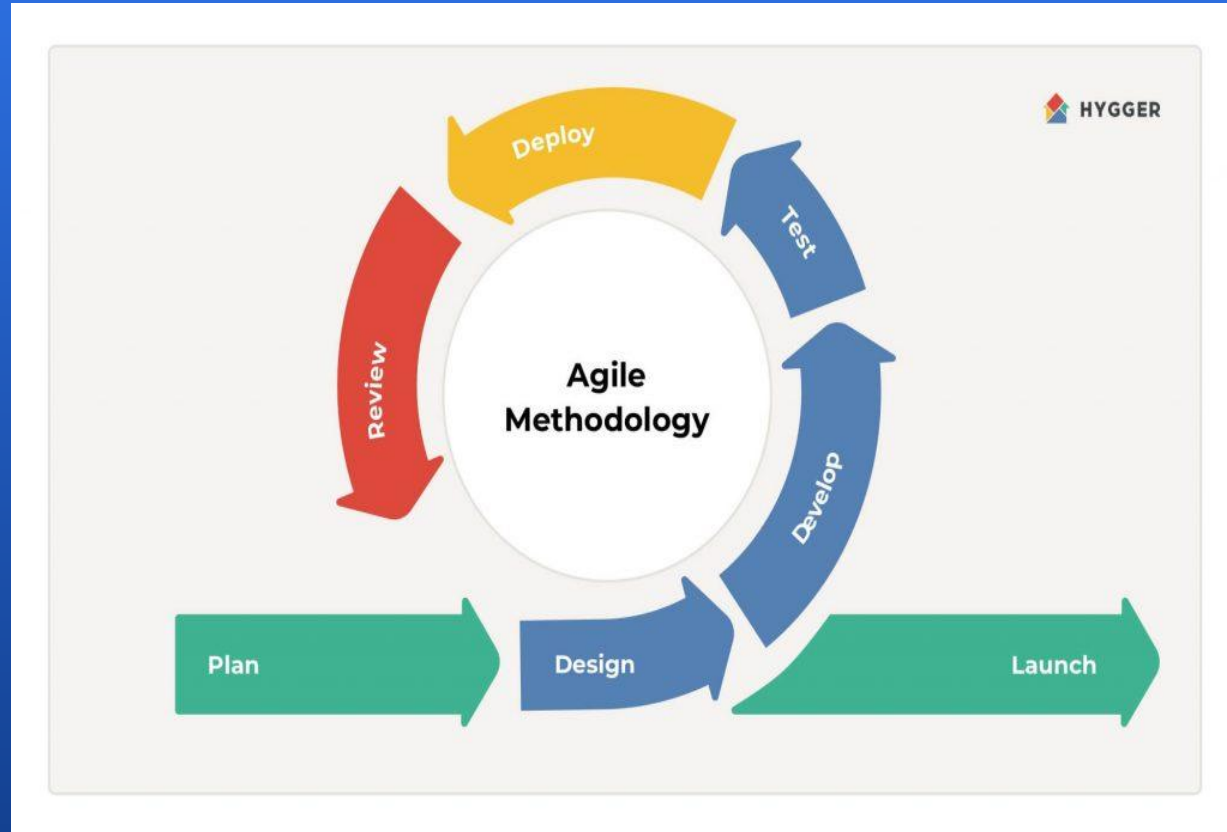 HYGGER
Deploy
Test
Review
Agile
Methodology
Develop
Plan
Design
Launch